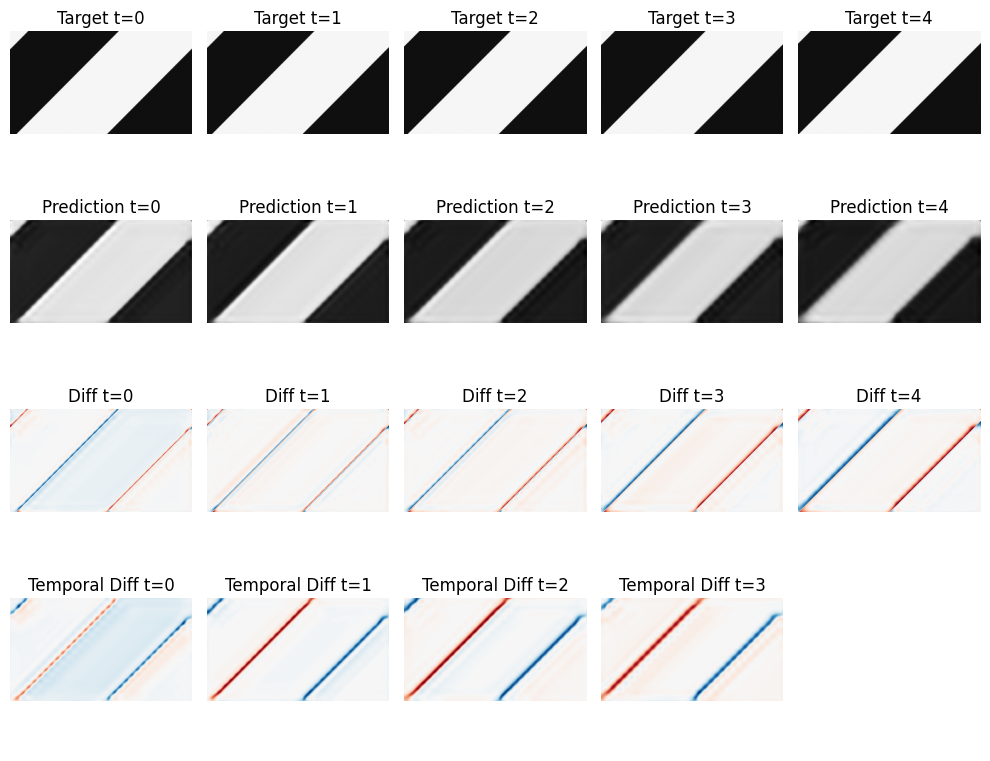 Target t=0 Target t=1 Target t=2 Target t=3 Target t=4
Prediction t=0 Prediction t=1 Prediction t=2 Prediction t=3 Prediction t=4
Diff t=0 Diff t=1 Diff t=2 Diff t=3 Diff t=4
Temporal Diff t=0 Temporal Diff t=1 Temporal Diff t=2 Temporal Diff t=3